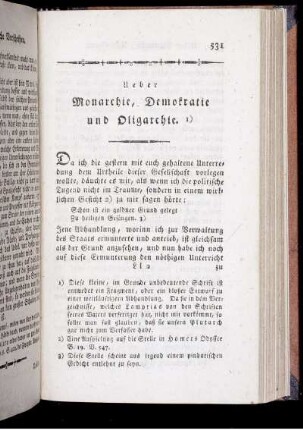 531
Ueber
Monarchie, Demokratie
und Oligarchie. 1)
Da ich die gestern mit euch gehaltene Unterre-
dung dem Urtheile dieser Gesellschaft vorlegen
wollte, däuchte es mir, als wenn ich die politische
Tugend nicht im Traume, sondern in einem wirk-
lichen Gesicht 2) zu mir sagen hörte:
Schon ist ein goldner Grund gelegt
Zu heiligen Gesängen. 3)
Jene Abhandlung, worinn ich zur Verwaltung
des Staats ermunterte und antrieb, ist gleichsam
als der Grund anzusehen, und nun habe ich noch
auf diese Ermunterung den nöthigen Unterricht
Ll 2 zu
1) Diese kleine, im Grunde unbedeutende Schrift ist
entweder ein Fragment, oder ein bloßer Entwurf zu
einer weitläuftigern Abhandlung. Da sie in dem Ver-
zeichnisse, welches Lamprias von den Schriften
seines Vaters verfertiget hat, nicht mit vorkömmt, so
sollte man fast glauben, daß sie unsern Plutarch
gar nicht zum Verfasser habe.
2) Eine Anspielung auf die Stelle in Homers Odyssee
B. 19. V. 547.
3) Diese Stelle scheint aus irgend einem pindarischen
Gedicht entlehnt zu seyn.